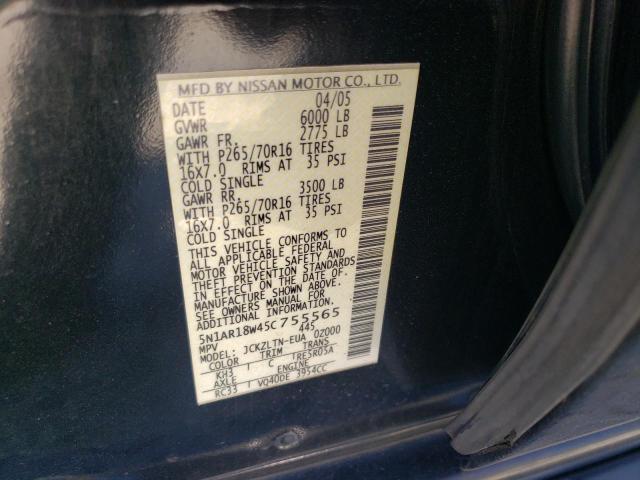 MFD BY NISSAN MOTOR CO., LTD.
DATE 04/05
GVWR 6000 LB
GAWR FR. 2775 LB
WITH P265/70R16 TIRES
16X7.0 RIMS AT 35 PSI
COLD SINGLE
GAWR RR. 3500 LB
WITH P265/70R16 TIRES
16X7.0 RIMS AT 35 PSI
COLD SINGLE
THIS VEHICLE CONFORMS TO
ALL APPLICABLE FEDERAL
MOTOR VEHICLE SAFETY AND
THEFT PREVENTION STANDARDS
IN EFFECT ON THE DATE OF
MANUFACTURE SHOWN ABOVE.
SEE OWNERS MANUAL FOR
ADDITIONAL INFORMATION
5N1AR18W45C755565
MPV 445
MODEL JCKZLTN-EUA 0Z000
COLOR TRIM TRANS
KH3 C TRE5R05A
AXLE ENGINE
RC33 VQ40DE 3954CC